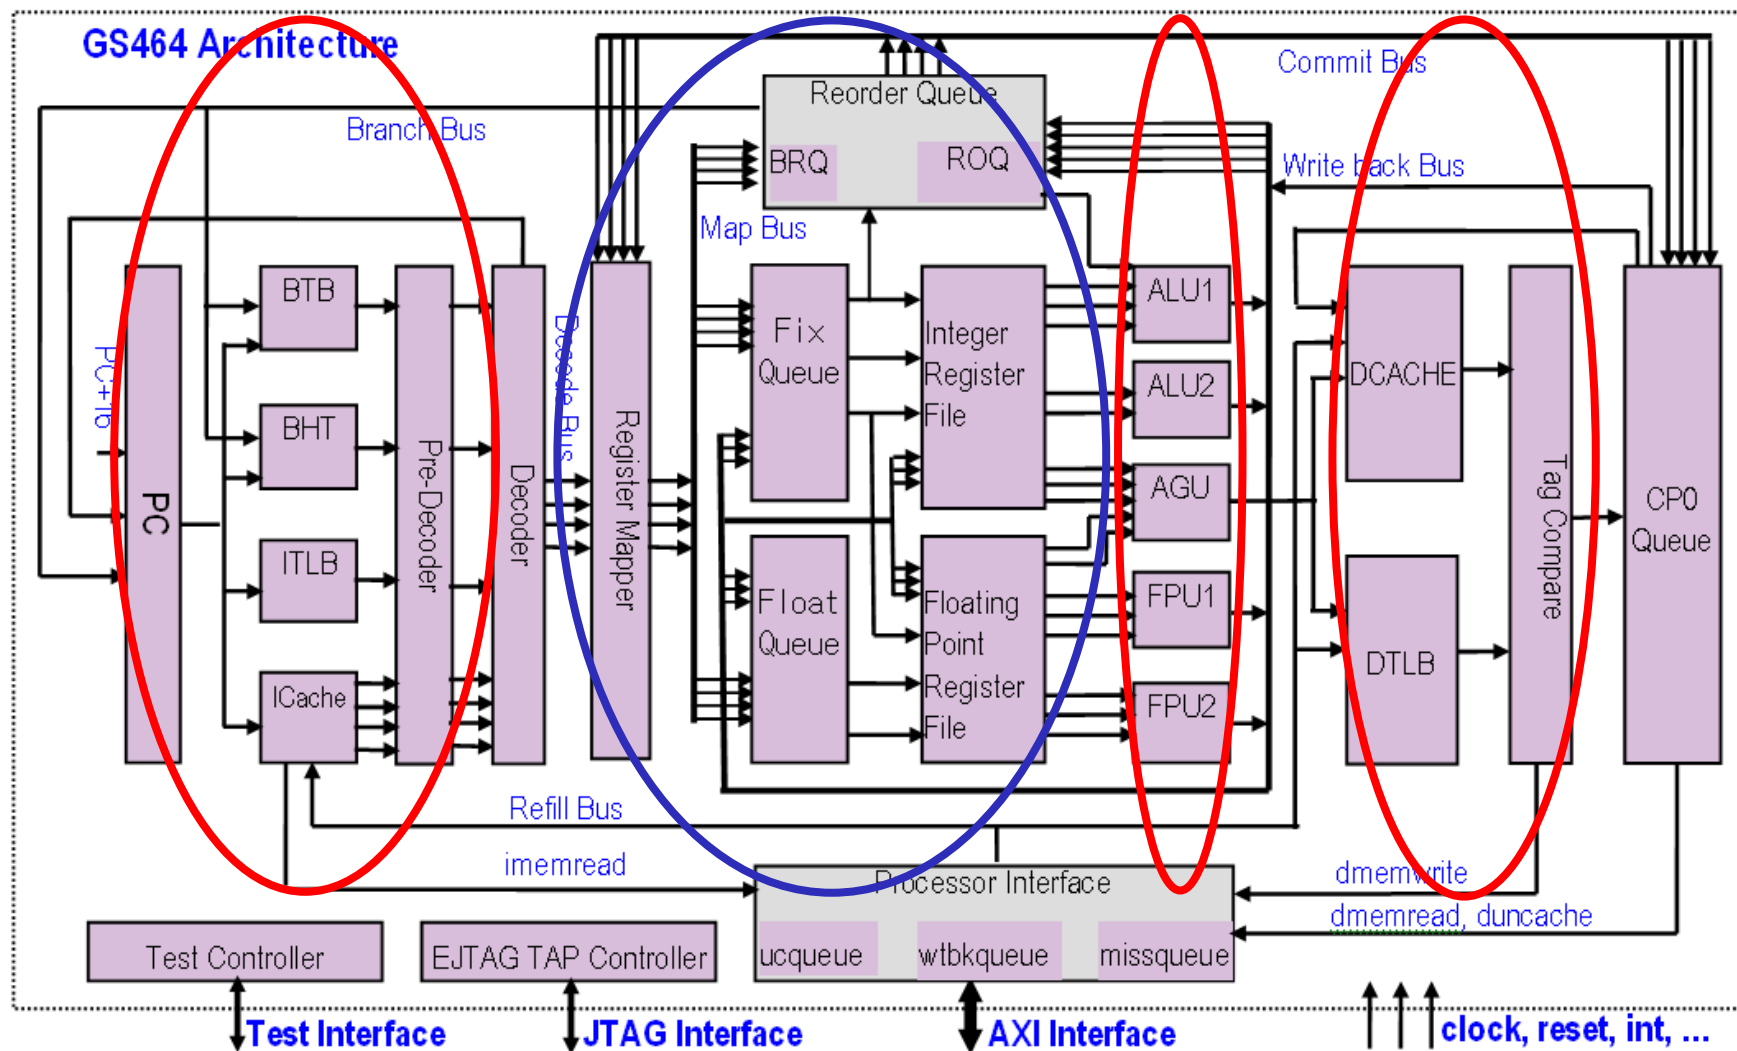 GS464 Architecture
Commit Bus
Reorder Queue
Branch Bus
BRQ
ROQ
Write back Bus
Map Bus
BTB
ALU1
Fix
Queue
Integer
Register
File
PC+16
Decode Bus
DCACHE
ALU2
BHT
Pre-Decoder
Register Mapper
Tag Compare
PC
Decoder
AGU
CP0
Queue
ITLB
Float
Queue
Floating
Point
Register
File
FPU1
DTLB
ICache
FPU2
Refill Bus
imemread
Processor Interface
dmemwrite
dmemread, duncache
Test Controller
EJTAG TAP Controller
ucqueue
wtbkqueue
missqueue
Test Interface
JTAG Interface
AXI Interface
clock, reset, int, ...